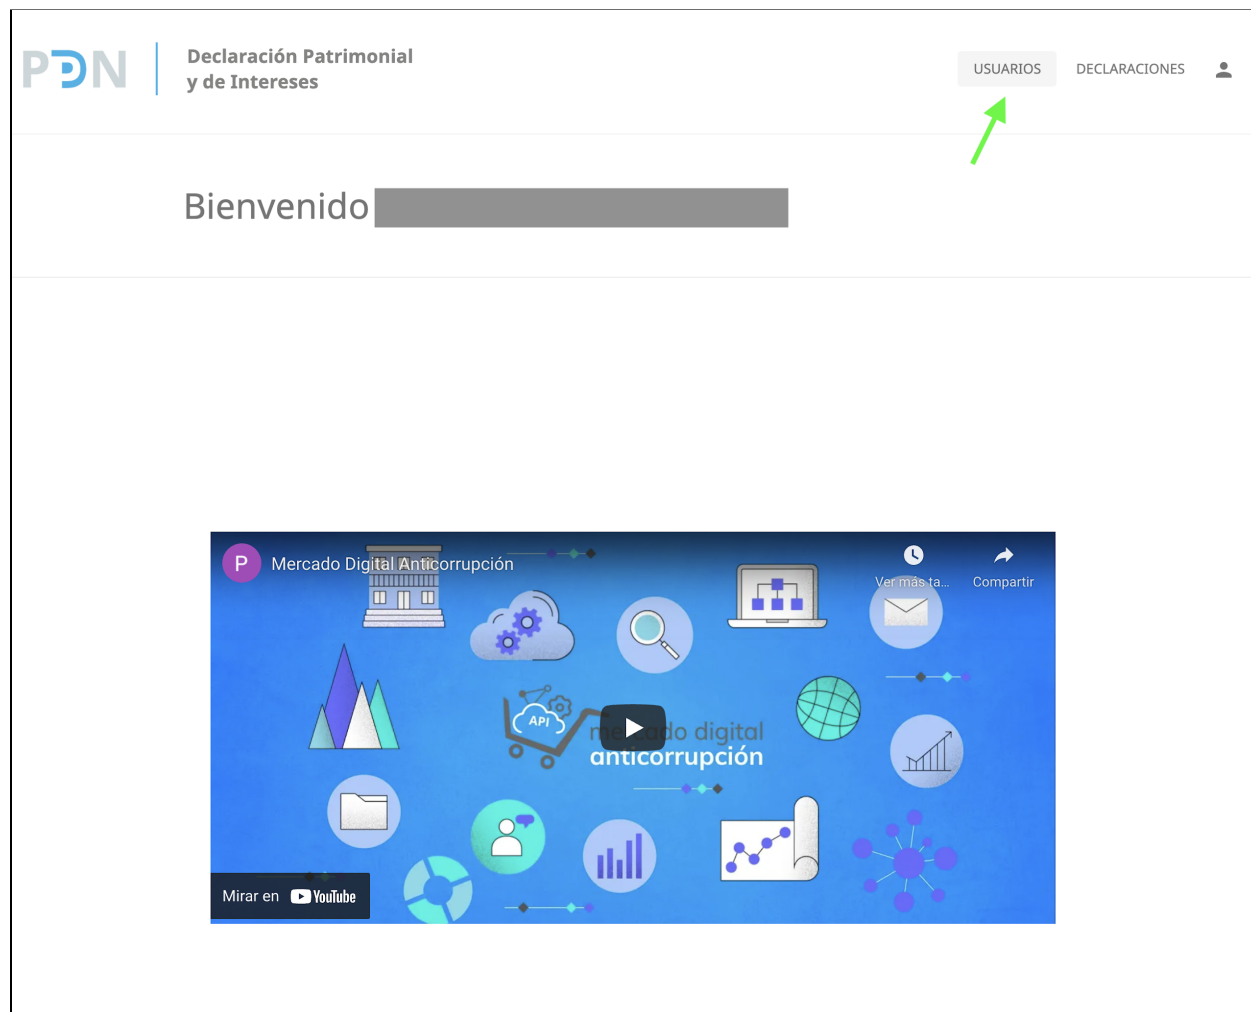 PDN
Declaración Patrimonial
y de Intereses
USUARIOS
DECLARACIONES
Bienvenido
P
Mercado Digital Anticorrupción
Ver más ta...
Compartir
API
mercado digital
anticorrupción
Mirar en YouTube